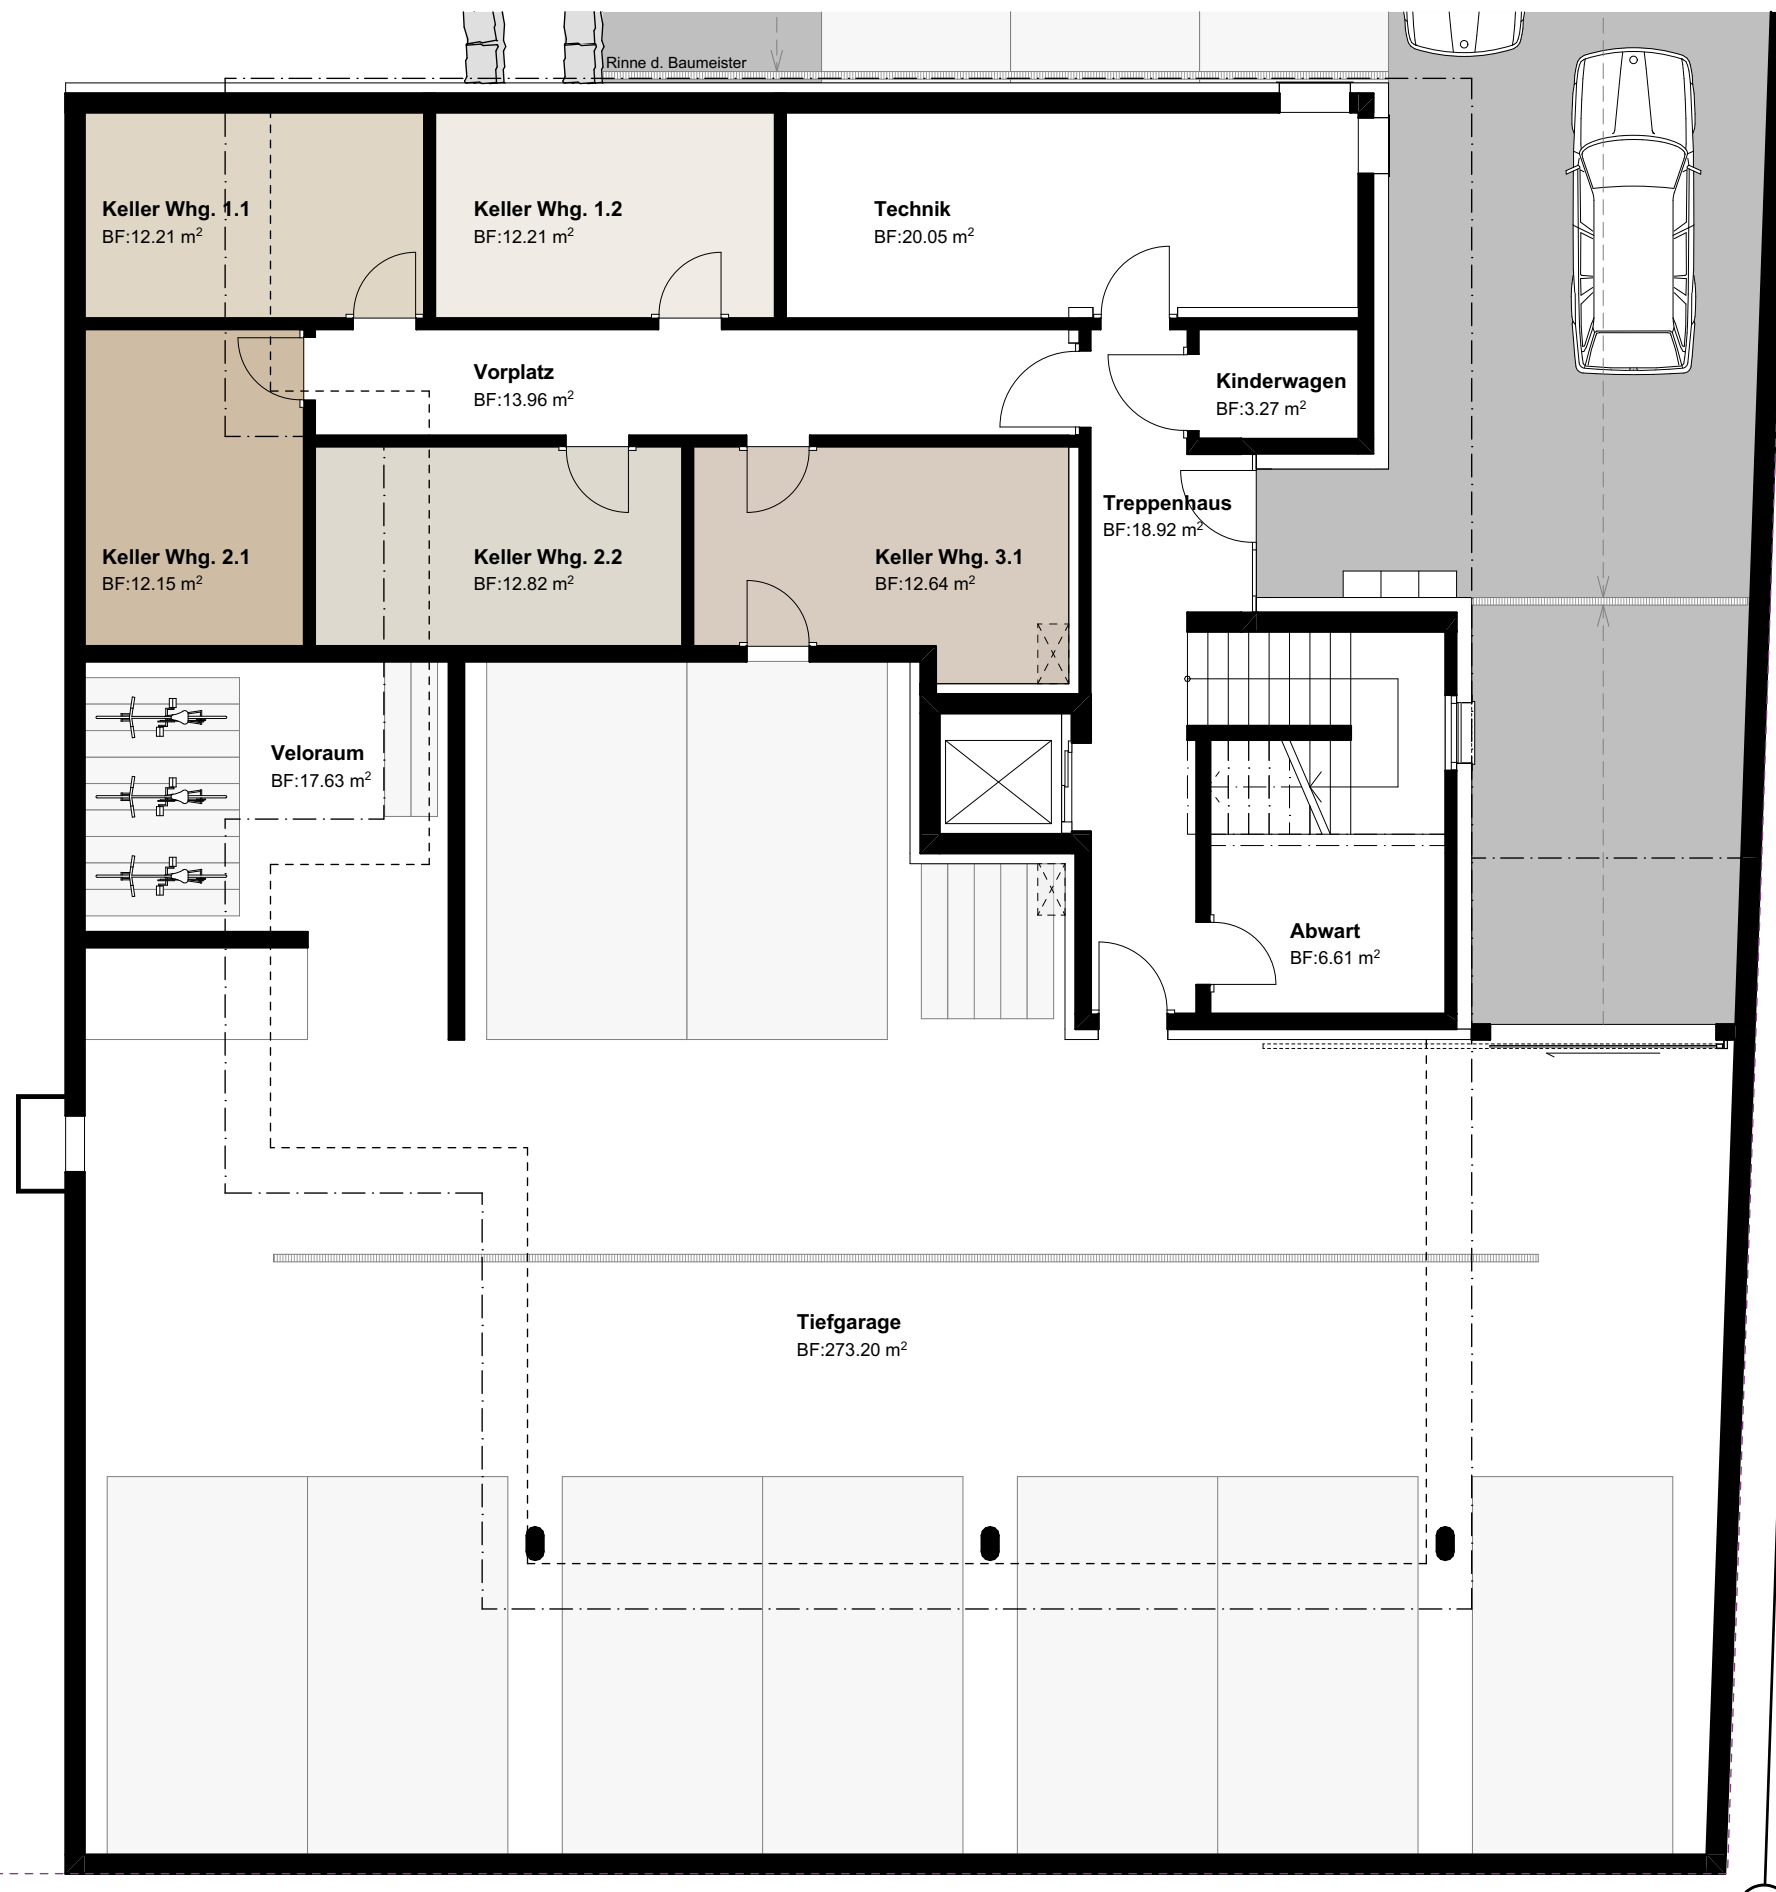 Rinne d. Baumeister
Keller Whg. 1.1
BF:12.21 m²
Keller Whg. 1.2
BF:12.21 m²
Technik
BF:20.05 m²
Vorplatz
BF:13.96 m²
Kinderwagen
BF:3.27 m²
Treppenhaus
BF:18.92 m²
Keller Whg. 2.1
BF:12.15 m²
Keller Whg. 2.2
BF:12.82 m²
Keller Whg. 3.1
BF:12.64 m²
Veloraum
BF:17.63 m²
Abwart
BF:6.61 m²
Tiefgarage
BF:273.20 m²